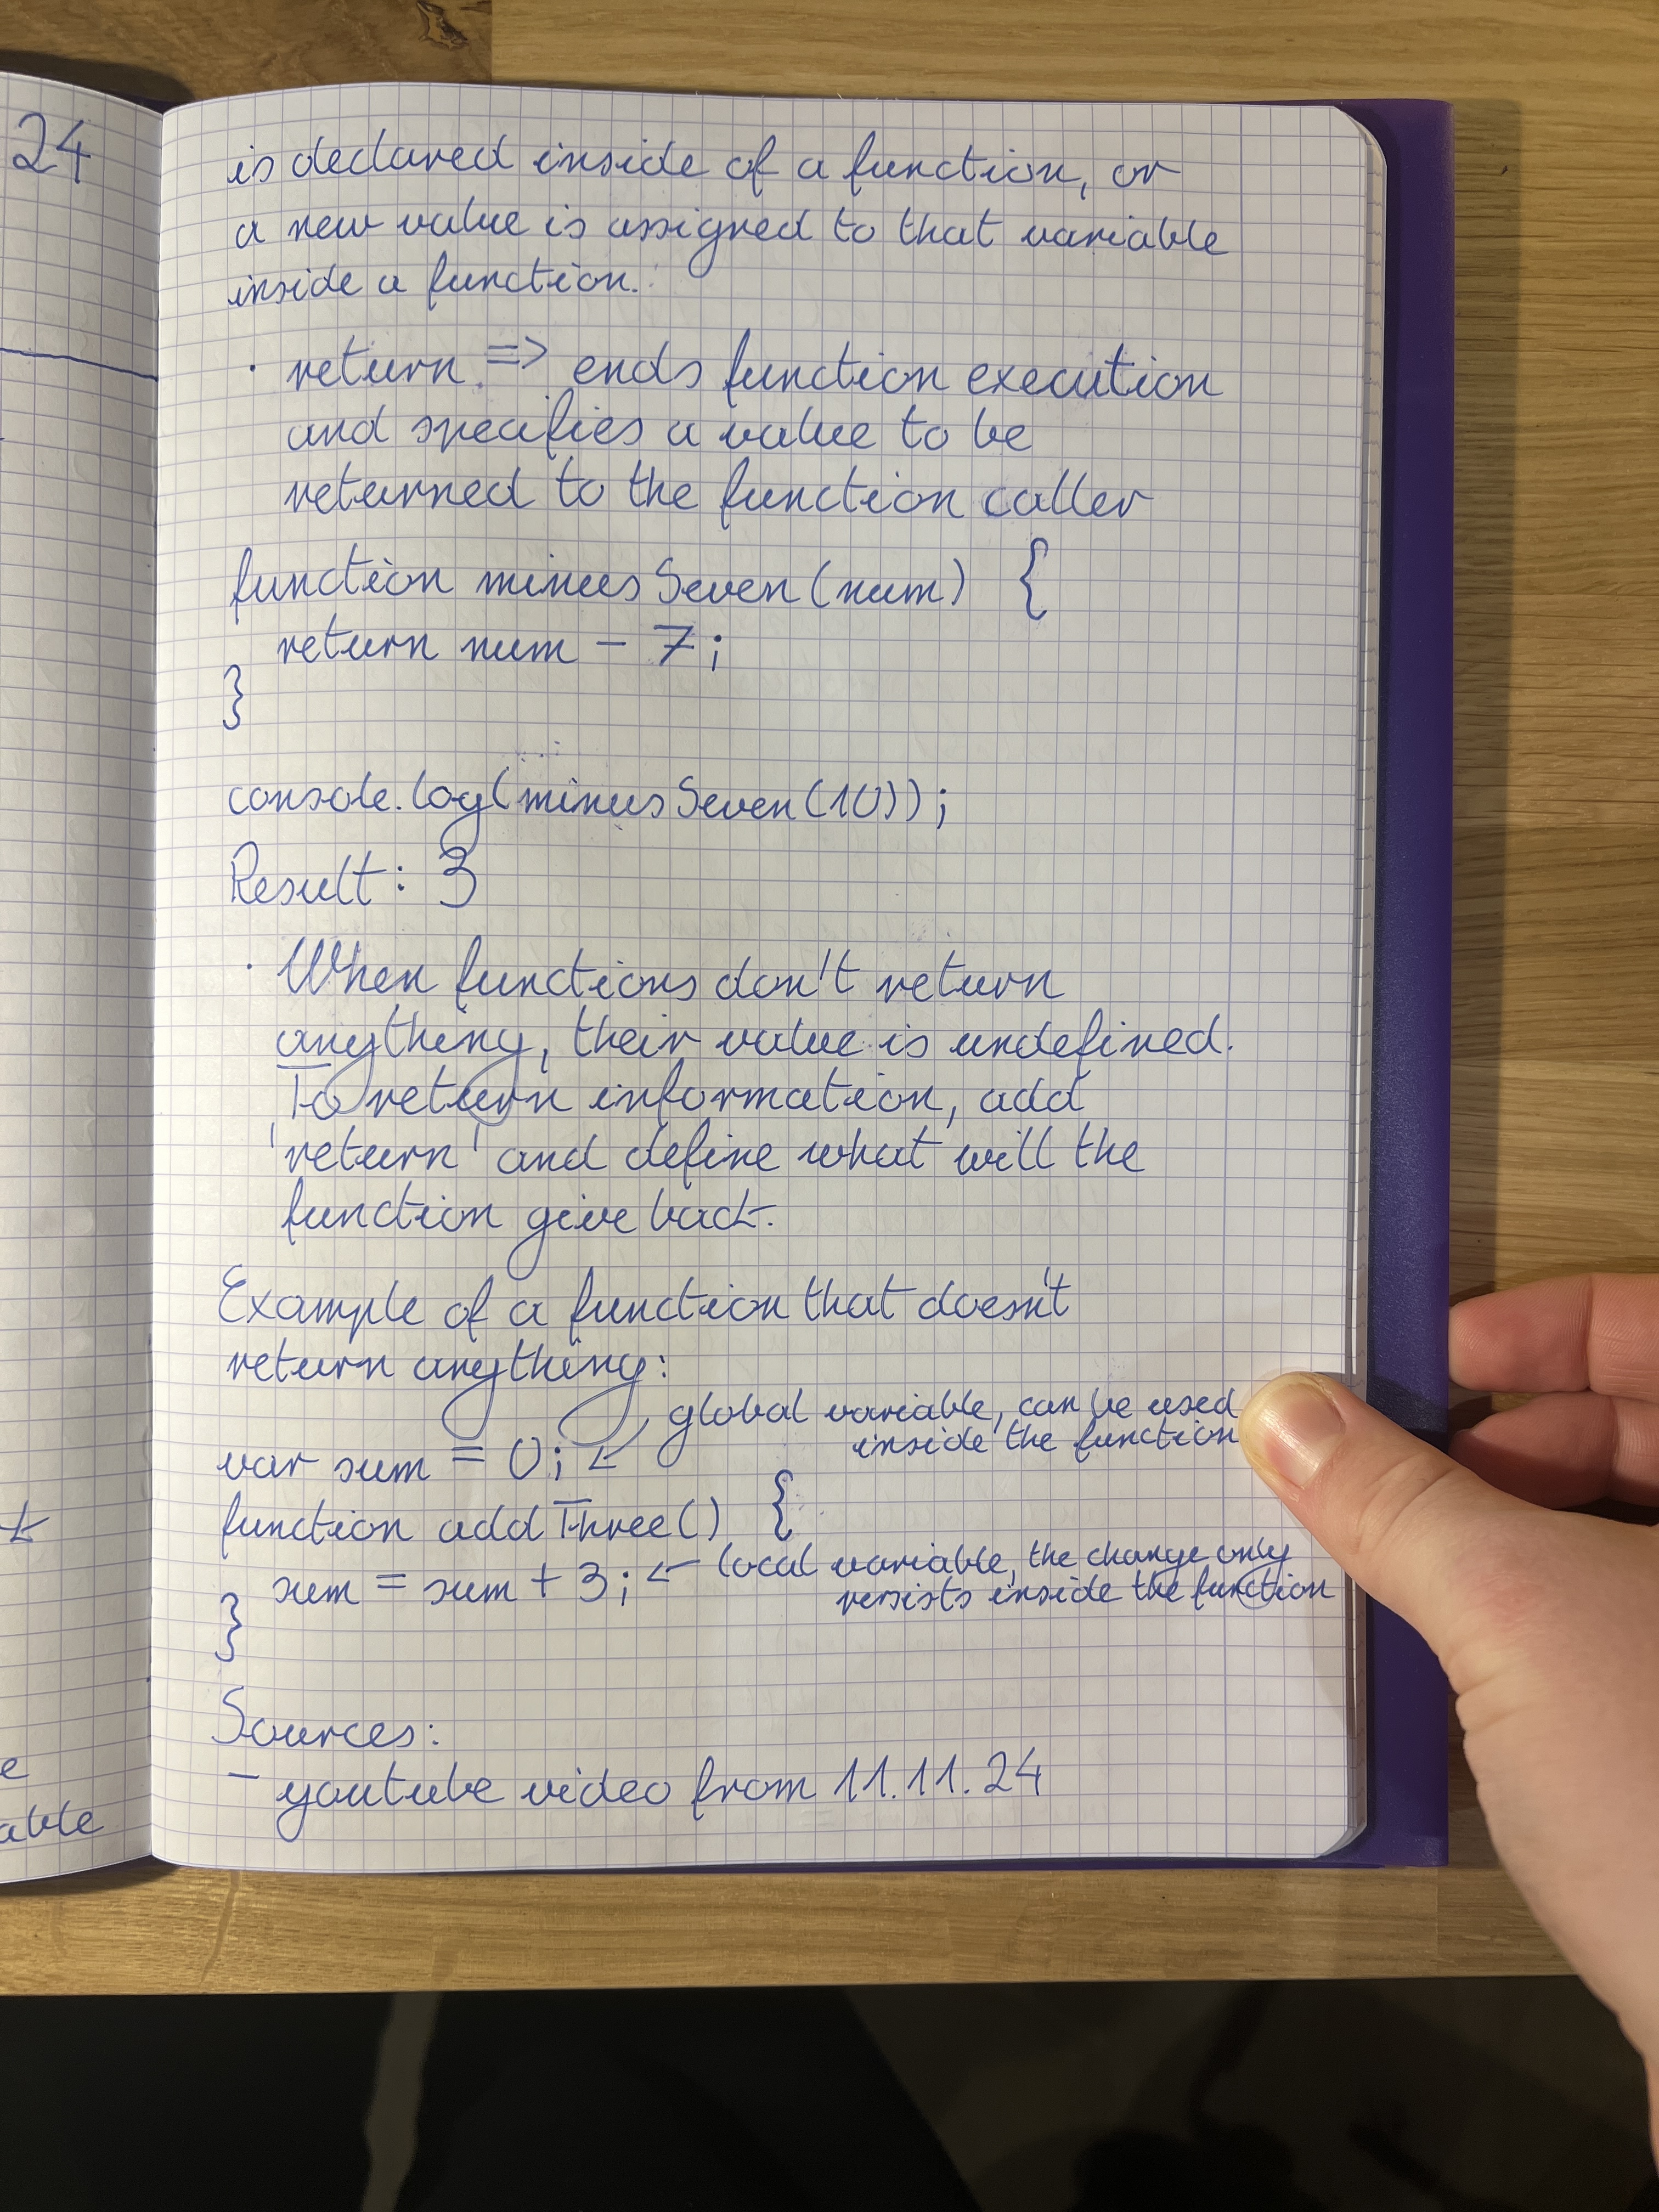 24
is declared inside of a function, or
a new value is assigned to that variable
inside a function.
· return => ends function execution
and specifies a value to be
returned to the function caller
function minusSeven(num) {
return num - 7;
}
console.log(minusSeven(10));
Result: 3
· When functions don't return
anything, their value is undefined.
To return information, add
'return' and define what will the
function give back.
Example of a function that doesn't
return anything:
global variable, can be used
inside the function
var sum = 0; ←
function addThree() {
sum = sum + 3; ← local variable, the change only
persists inside the function
}
Sources:
- youtube video from 11.11.24
e
able